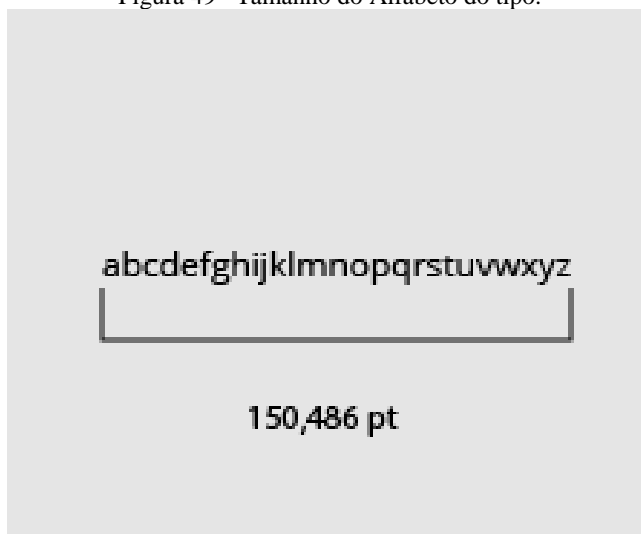 Figura 49 - Tamanho do Alfabeto do tipo.
abcdefghijklmnopqrstuvwxyz
150,486 pt